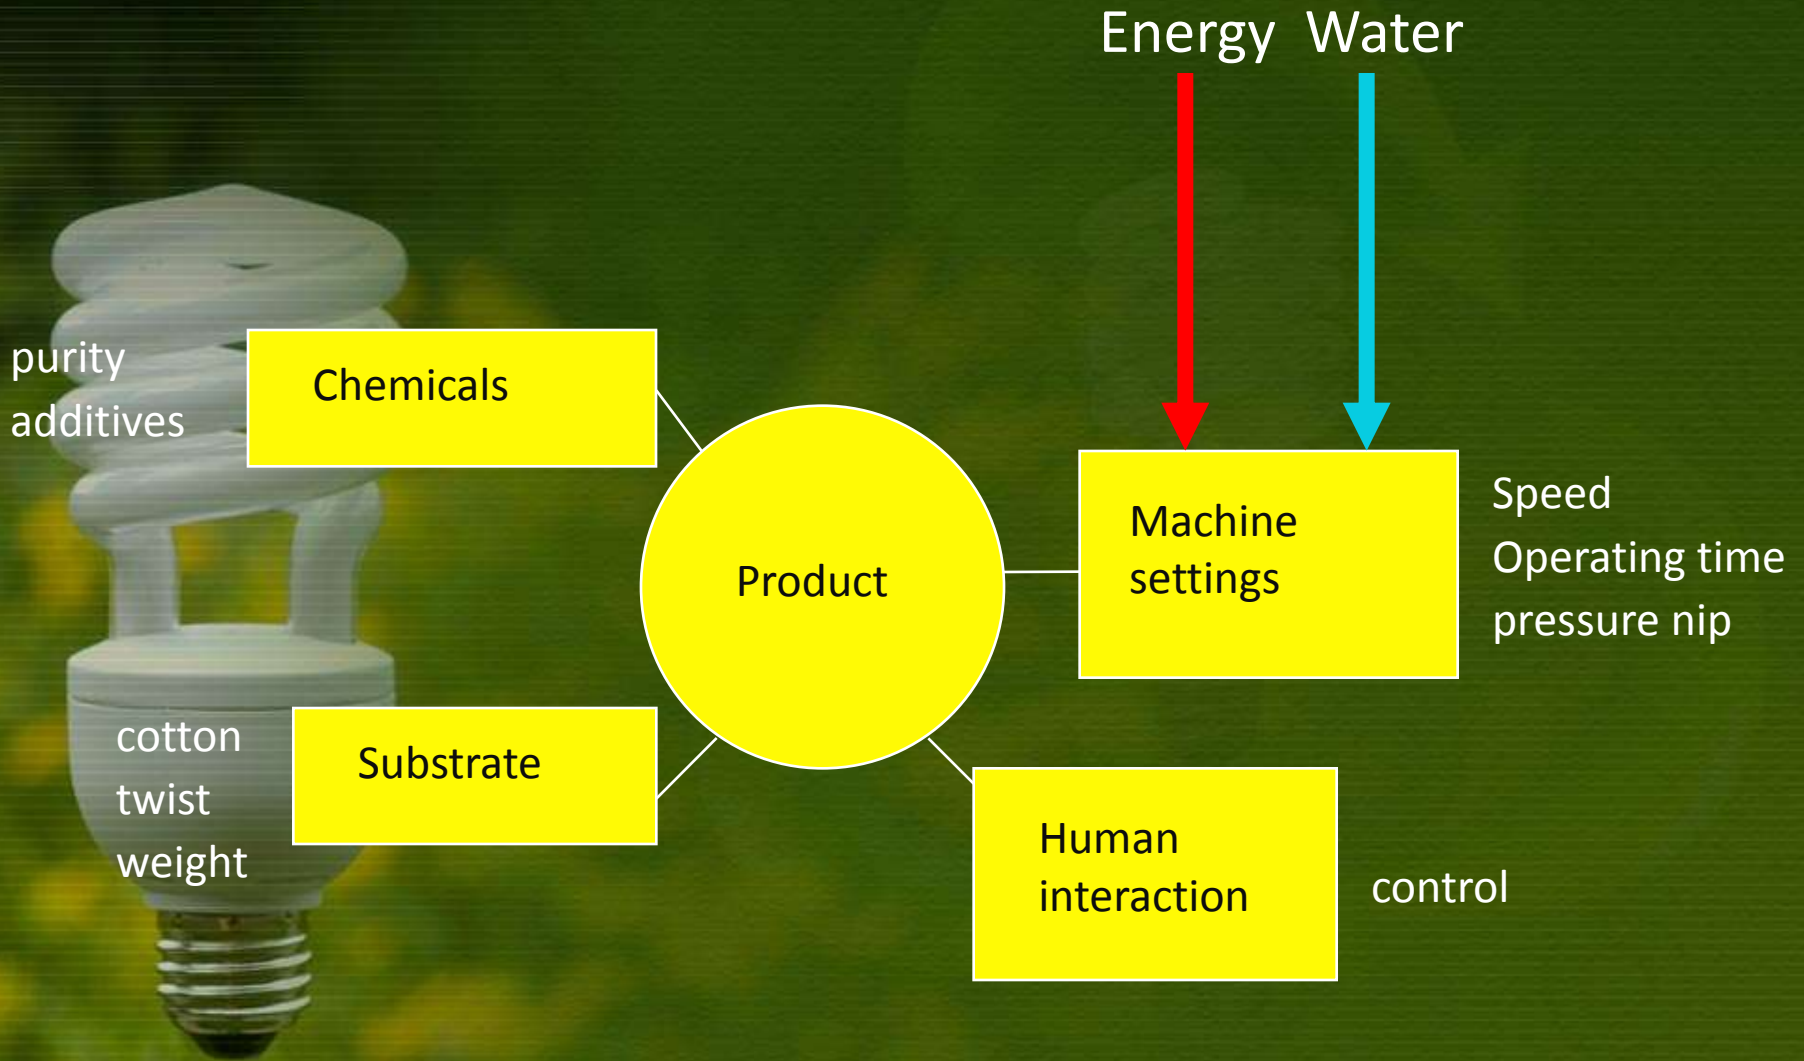 Energy Water
purity
additives
Chemicals
Product
Machine
settings
Speed
Operating time
pressure nip
cotton
twist
weight
Substrate
Human
interaction
control